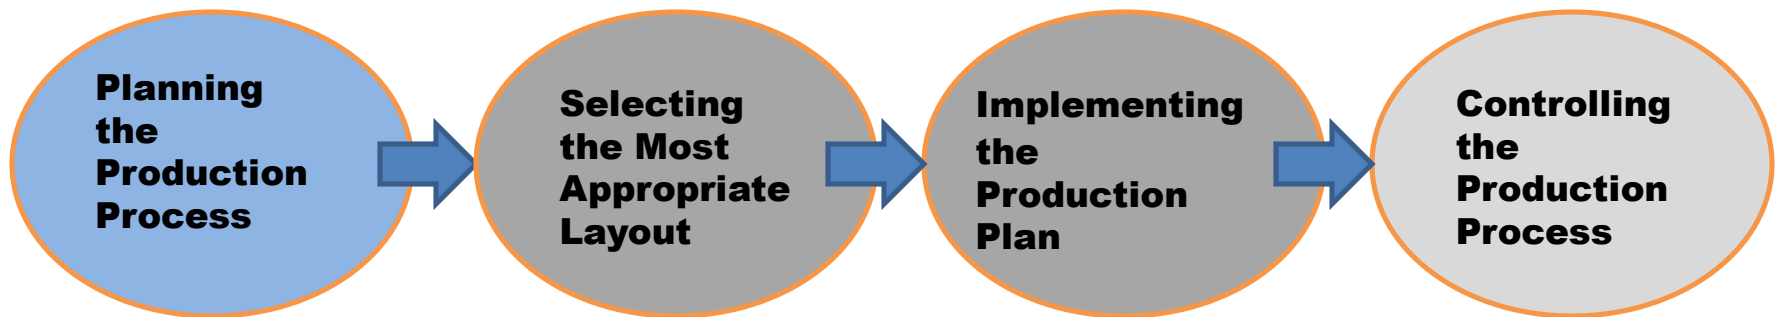 Planning
the
Production
Process
Selecting
the Most
Appropriate
Layout
Implementing
the
Production
Plan
Controlling
the
Production
Process